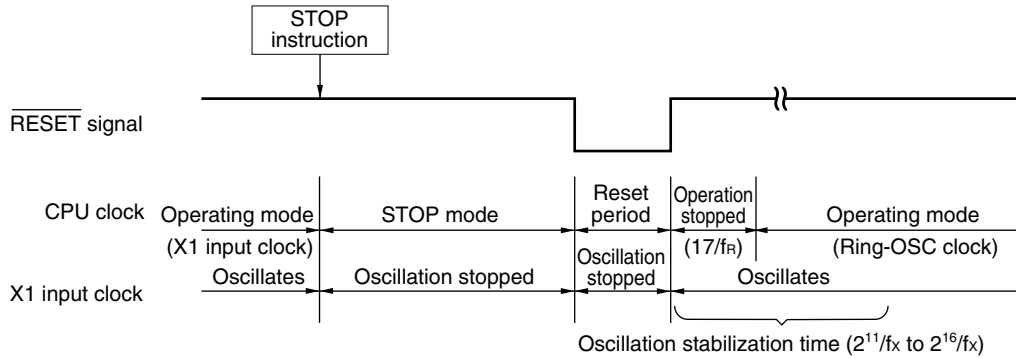 STOP
instruction
RESET signal
CPU clock
Operating mode
(X1 input clock)
STOP mode
Reset
period
Operation
stopped
(17/fR)
Operating mode
(Ring-OSC clock)
X1 input clock
Oscillates
Oscillation stopped
Oscillation
stopped
Oscillates
Oscillation stabilization time (2¹¹/fX to 2¹⁶/fX)